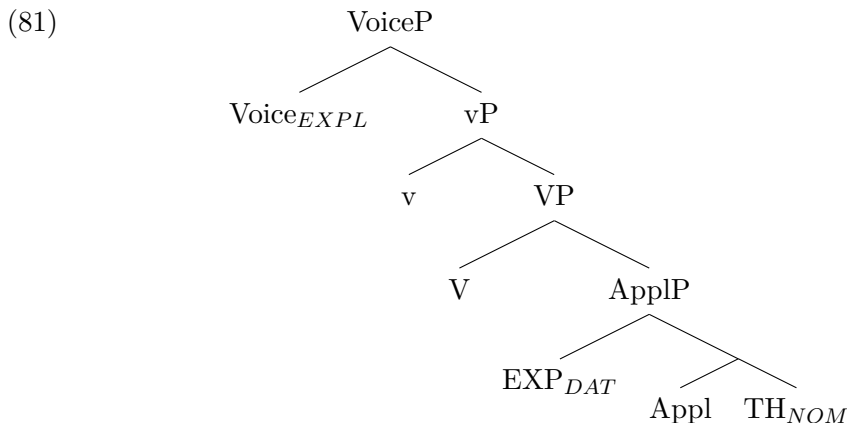 (81) VoiceP
Voice_EXPL vP
v VP
V ApplP
EXP_DAT
Appl TH_NOM